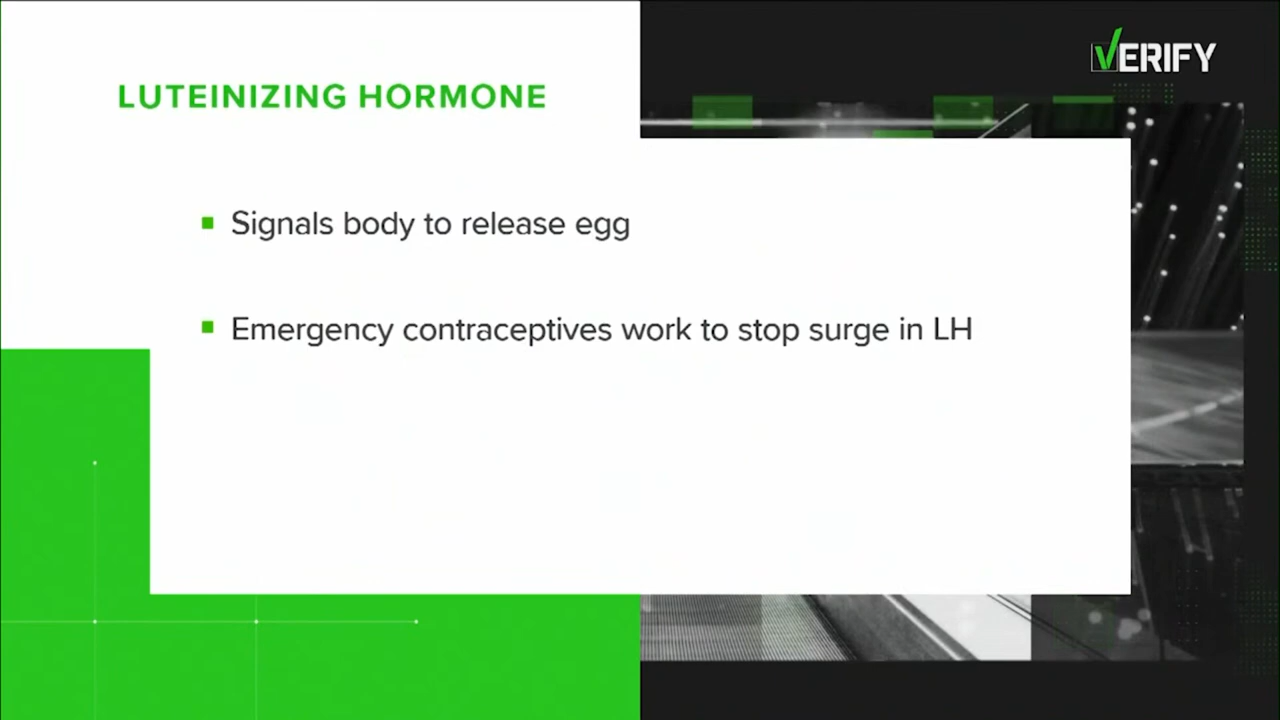 VERIFY
LUTEINIZING HORMONE
Signals body to release egg
Emergency contraceptives work to stop surge in LH